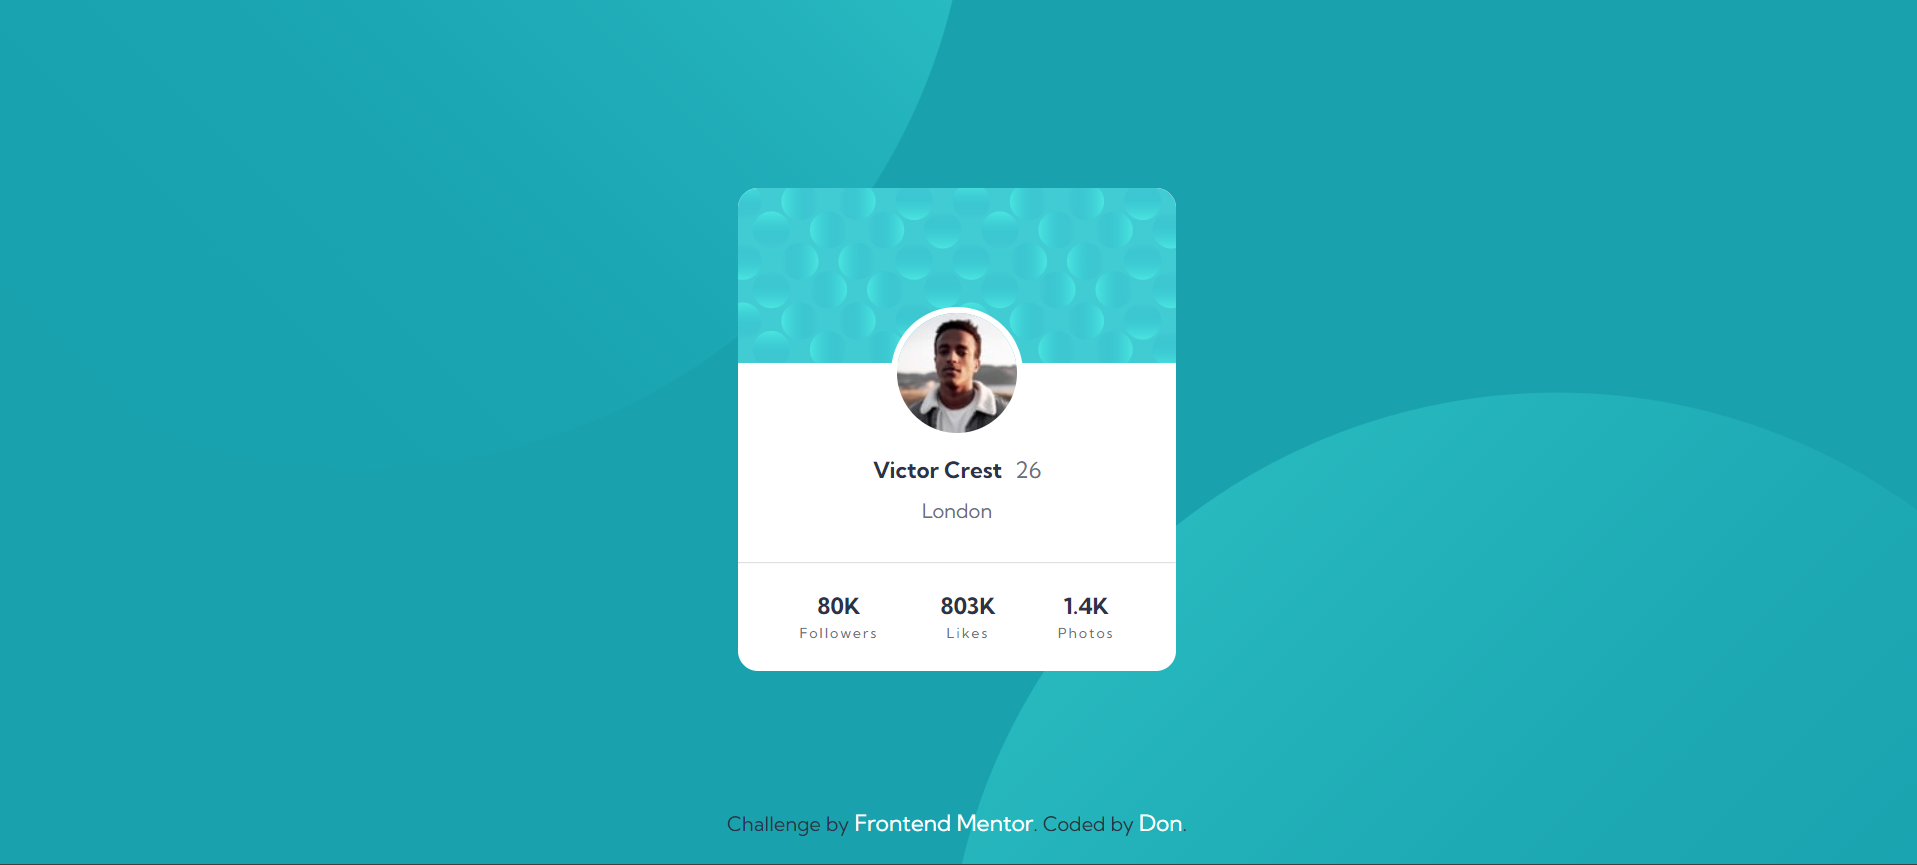 Victor Crest 26
London
80K 803K 1.4K
Followers Likes Photos
Challenge by Frontend Mentor. Coded by Don.